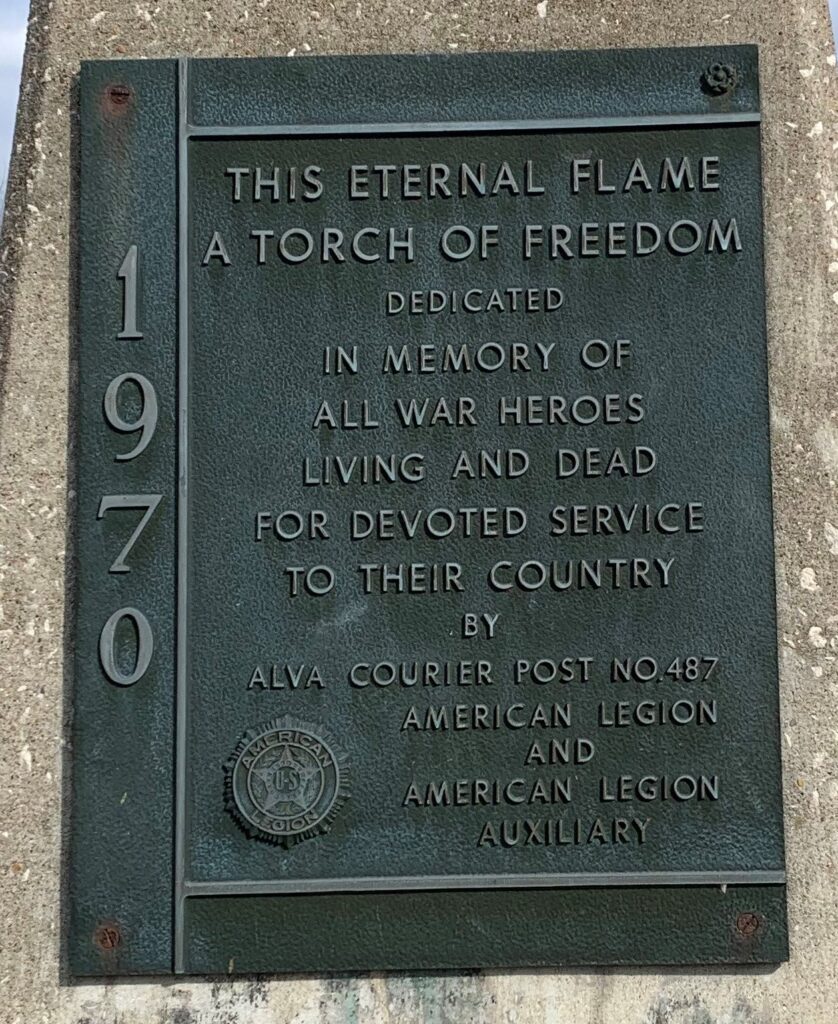 1970
THIS ETERNAL FLAME
A TORCH OF FREEDOM
DEDICATED
IN MEMORY OF
ALL WAR HEROES
LIVING AND DEAD
FOR DEVOTED SERVICE
TO THEIR COUNTRY
BY
ALVA COURIER POST NO.487
AMERICAN LEGION
AND
AMERICAN LEGION
AUXILIARY
AMERICAN
U·S
LEGION